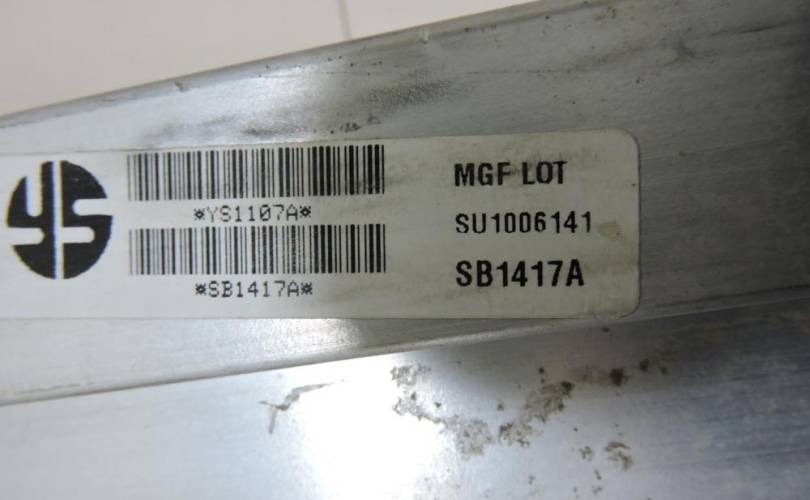 YS
*YS1107A*
*SB1417A*
MGF LOT
SU1006141
SB1417A